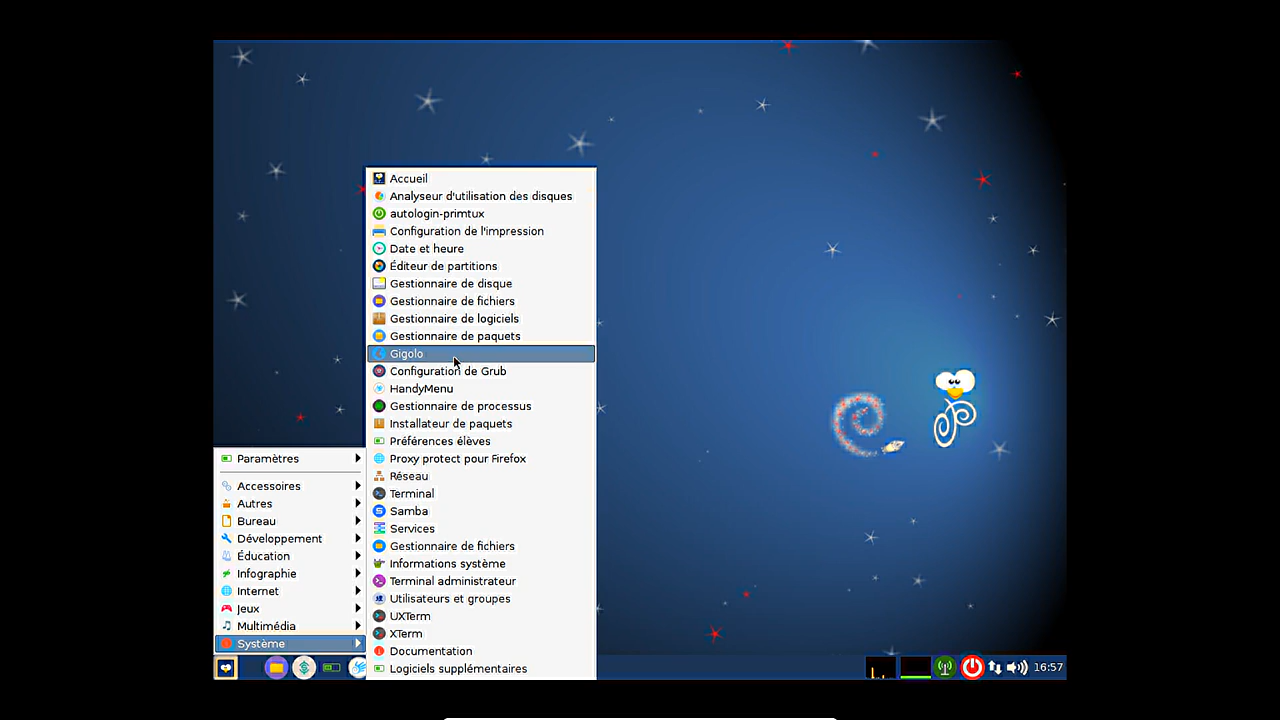 Accueil
Analyseur d'utilisation des disques
autologin-primtux
Configuration de l'impression
Date et heure
Éditeur de partitions
Gestionnaire de disque
Gestionnaire de fichiers
Gestionnaire de logiciels
Gestionnaire de paquets
Gigolo
Configuration de Grub
HandyMenu
Gestionnaire de processus
Installateur de paquets
Préférences élèves
Proxy protect pour Firefox
Réseau
Terminal
Samba
Services
Gestionnaire de fichiers
Informations système
Terminal administrateur
Utilisateurs et groupes
UXTerm
XTerm
Documentation
Logiciels supplémentaires
Paramètres
Accessoires
Autres
Bureau
Développement
Éducation
Infographie
Internet
Jeux
Multimédia
Système
16:57